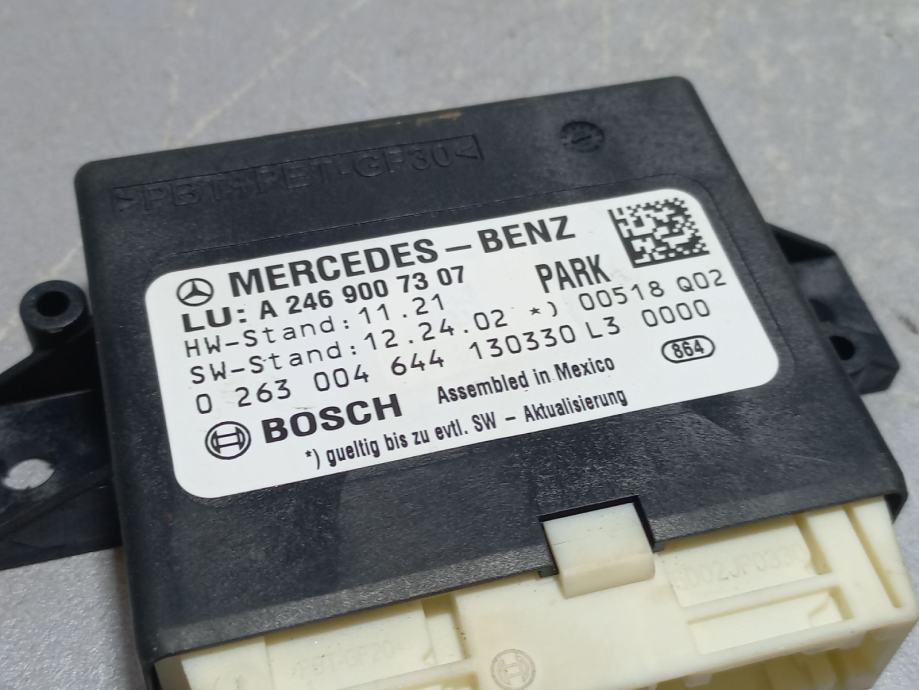 >PBT+PET-GF30<
MERCEDES-BENZ
LU: A 246 900 73 07 PARK
HW-Stand: 11.21
SW-Stand: 12.24.02 *) 00518 Q02
0 263 004 644 130330 L3 0000
BOSCH Assembled in Mexico 864
*) gueltig bis zu evtl. SW - Aktualisierung